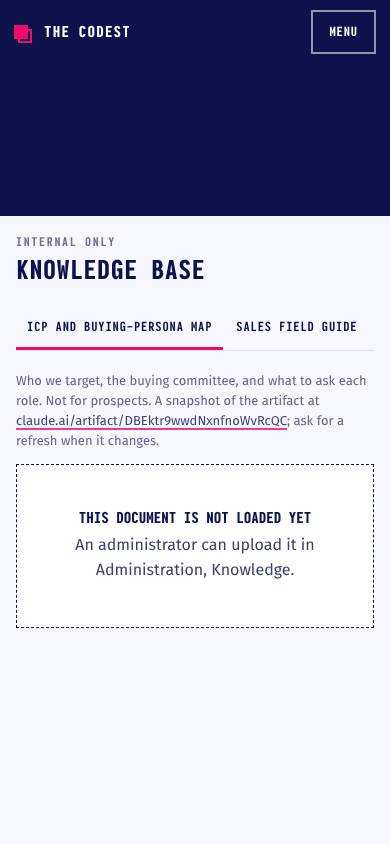 THE CODEST
MENU
INTERNAL ONLY
KNOWLEDGE BASE
ICP AND BUYING-PERSONA MAP
SALES FIELD GUIDE
Who we target, the buying committee, and what to ask each
role. Not for prospects. A snapshot of the artifact at
claude.ai/artifact/DBEktr9wwdNxnfnoWvRcQC; ask for a
refresh when it changes.
THIS DOCUMENT IS NOT LOADED YET
An administrator can upload it in
Administration, Knowledge.